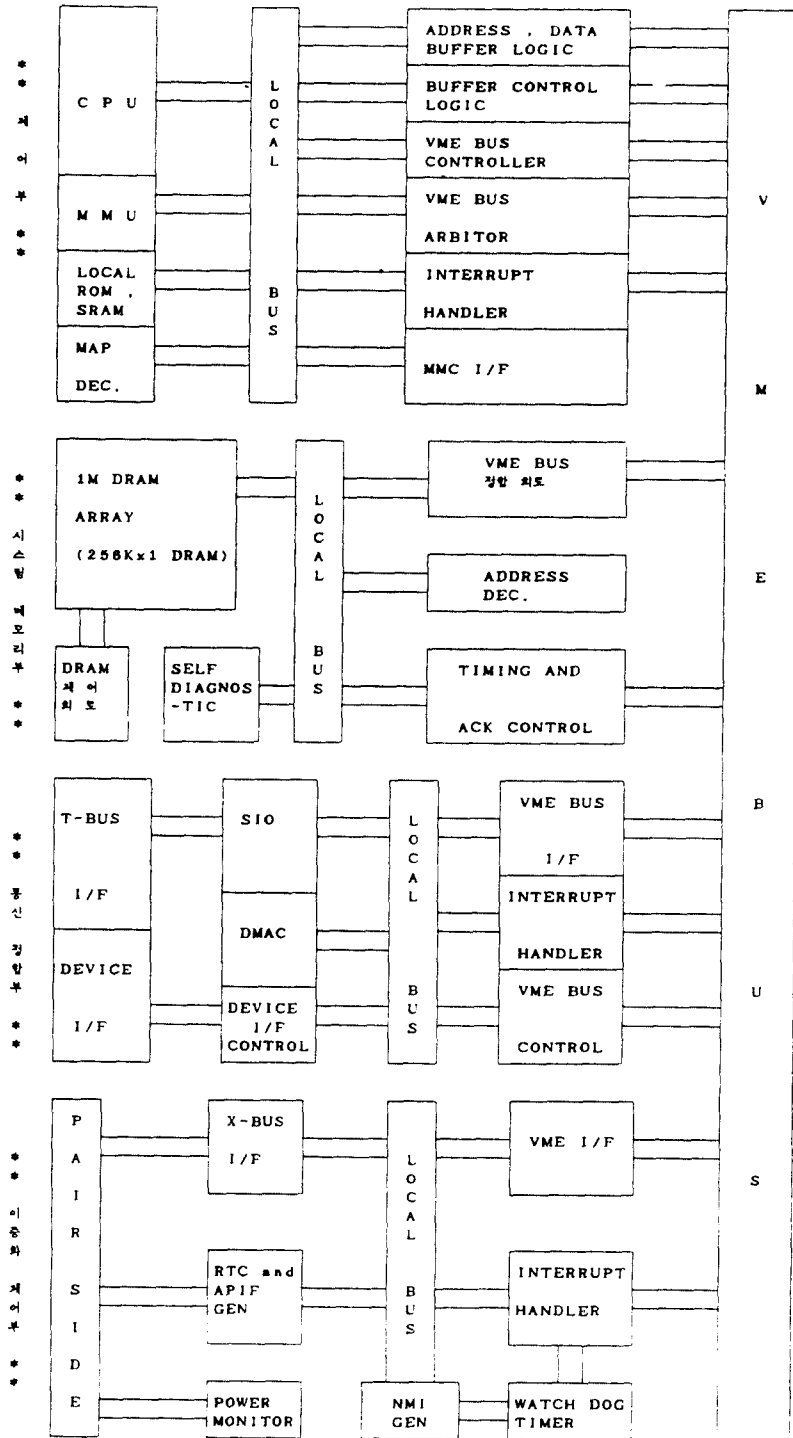 ** 제 어 부 **
C P U
M M U
LOCAL
ROM ,
SRAM
MAP
DEC.
LOCAL BUS
ADDRESS , DATA
BUFFER LOGIC
BUFFER CONTROL
LOGIC
VME BUS
CONTROLLER
VME BUS
ARBITOR
INTERRUPT
HANDLER
MMC I/F
VME BUS
** 시스템 메모리부 **
1M DRAM
ARRAY
(256Kx1 DRAM)
DRAM
제 어
회 로
SELF
DIAGNOS
-TIC
LOCAL BUS
VME BUS
정합 회로
ADDRESS
DEC.
TIMING AND
ACK CONTROL
** 통신 정합부 **
T-BUS
I/F
DEVICE
I/F
SIO
DMAC
DEVICE
I/F
CONTROL
LOCAL BUS
VME BUS
I/F
INTERRUPT
HANDLER
VME BUS
CONTROL
** 이중화 제어부 **
PAIR SIDE
X-BUS
I/F
RTC and
APIF
GEN
POWER
MONITOR
LOCAL BUS
NMI
GEN
VME I/F
INTERRUPT
HANDLER
WATCH DOG
TIMER